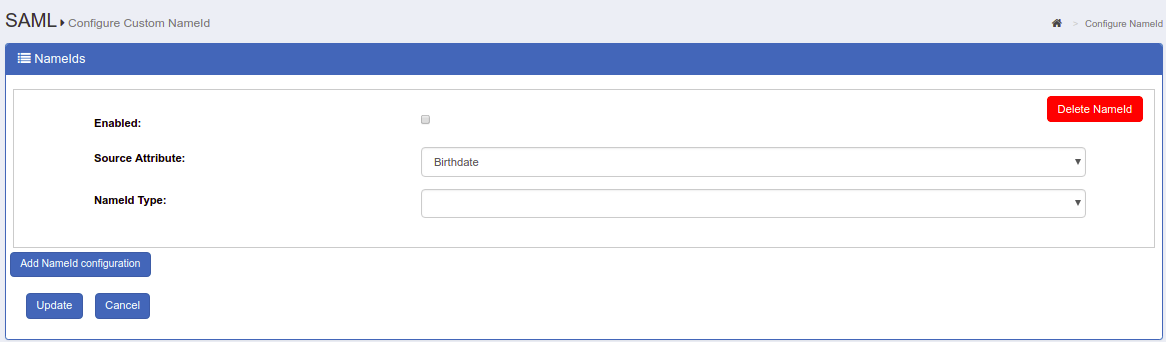 SAML Configure Custom NameId
> Configure NameId
NameIds
Delete NameId
Enabled:
Source Attribute: Birthdate
NameId Type:
Add NameId configuration
Update Cancel